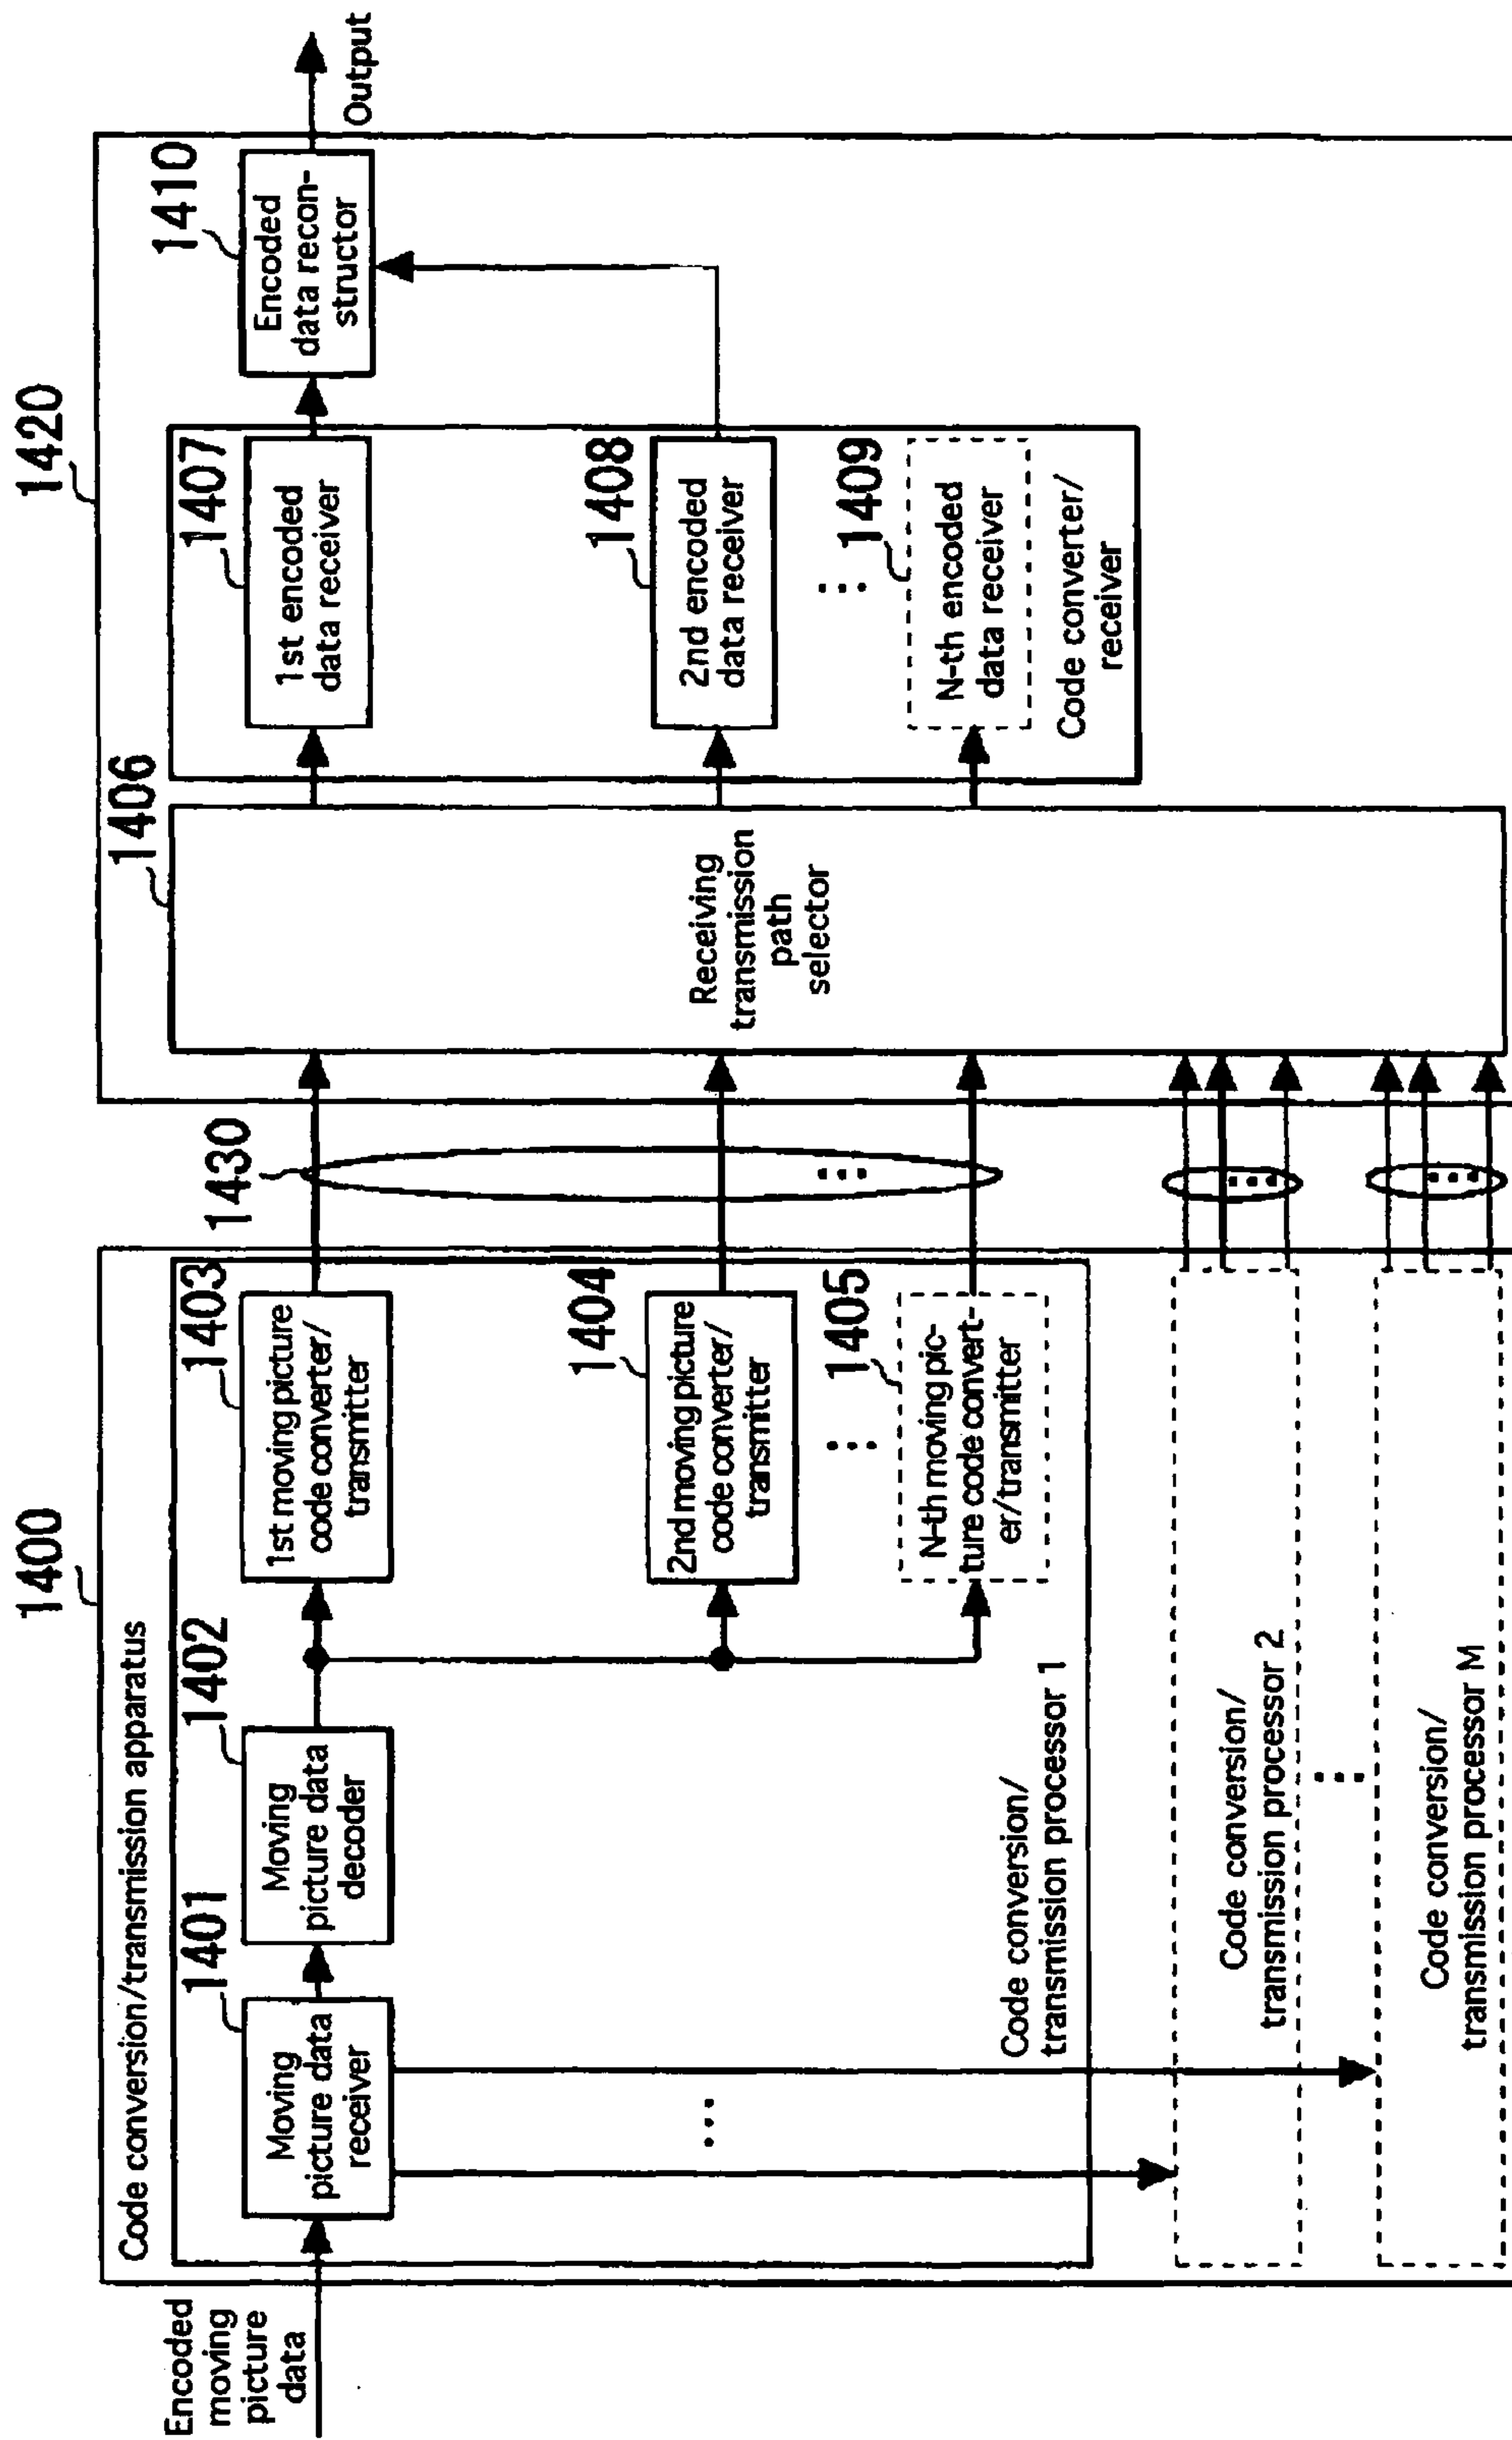 1400
1420
Code conversion/transmission apparatus
Encoded
moving
picture
data
1401
Moving
picture data
receiver
1402
Moving
picture data
decoder
1403
1st moving picture
code converter/
transmitter
1404
2nd moving picture
code converter/
transmitter
1405
N-th moving pic-
ture code convert-
er/transmitter
Code conversion/
transmission processor 1
Code conversion/
transmission processor 2
Code conversion/
transmission processor M
1430
1406
Receiving
transmission
path
selector
1407
1st encoded
data receiver
1408
2nd encoded
data receiver
1409
N-th encoded
data receiver
Code converter/
receiver
1410
Encoded
data recon-
structor
Output